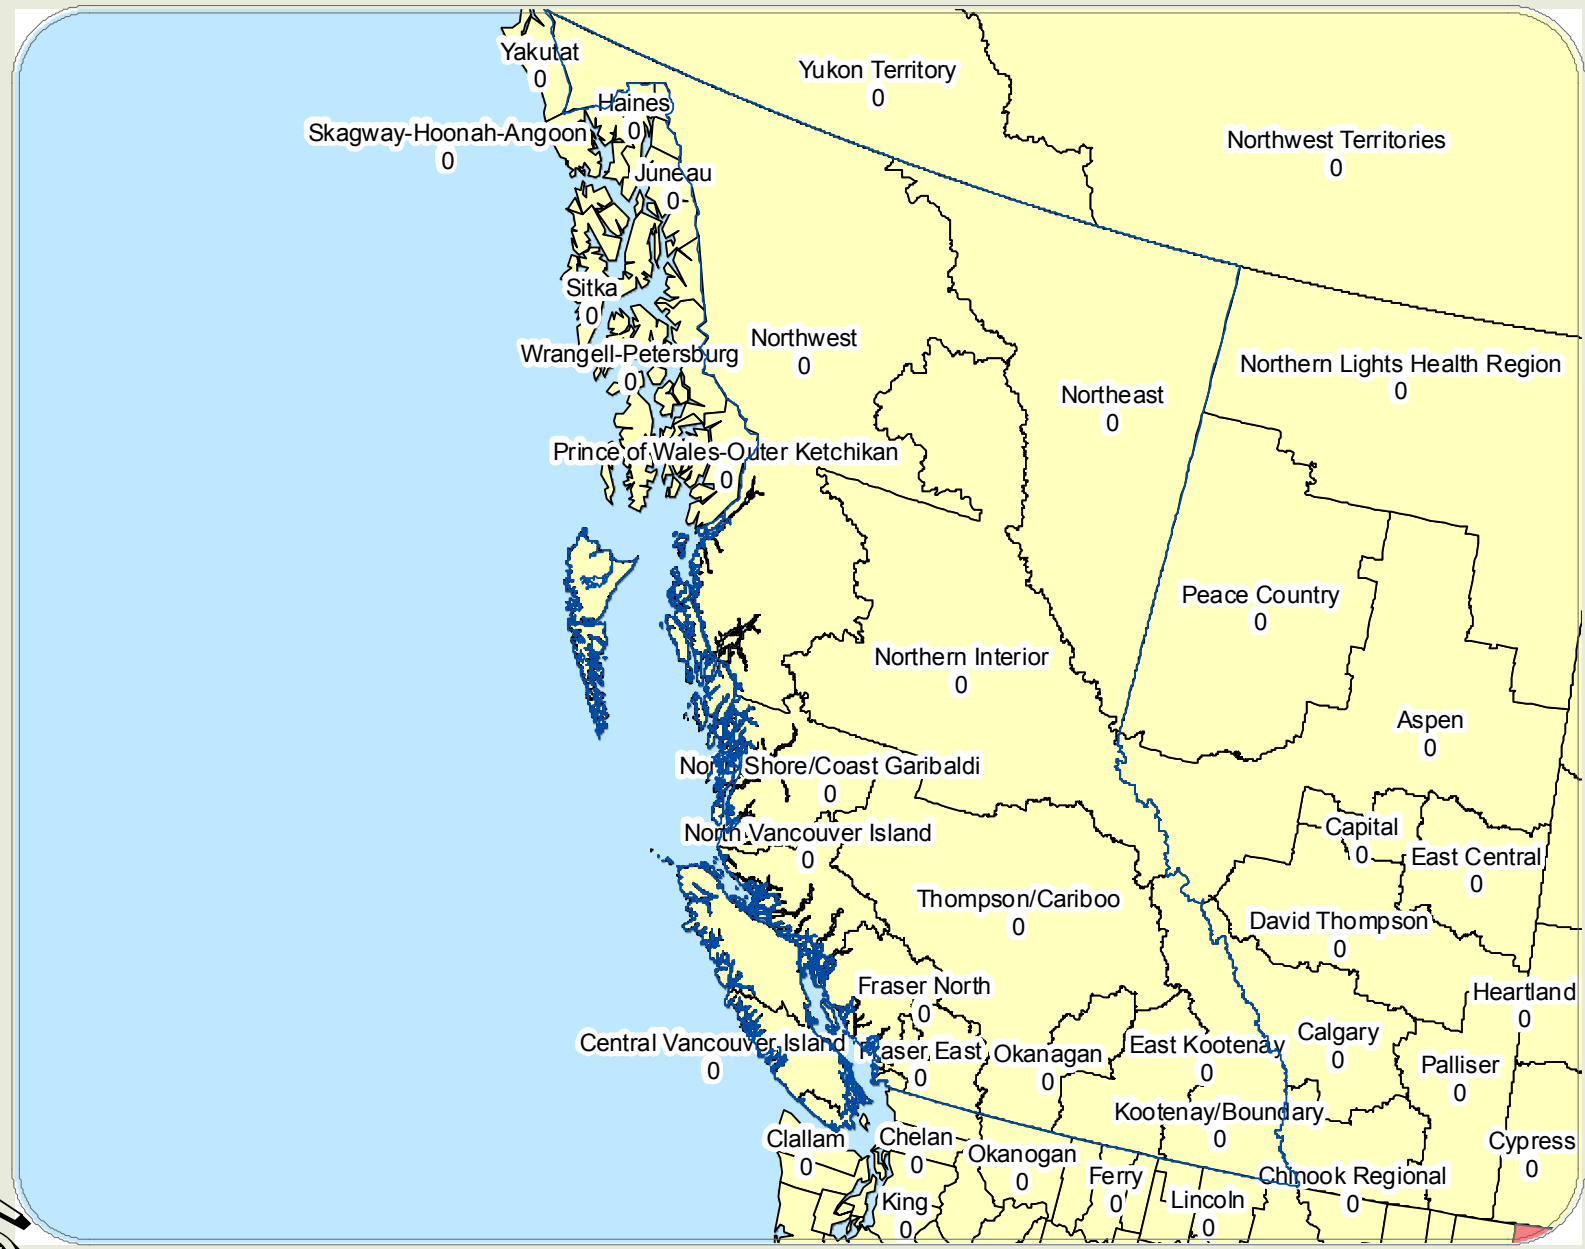 Yakutat
0
Yukon Territory
0
Haines
0
Skagway-Hoonah-Angoon
0
Northwest Territories
0
Juneau
0
Sitka
0
Northwest
0
Wrangell-Petersburg
0
Northern Lights Health Region
0
Northeast
0
Prince of Wales-Outer Ketchikan
0
Peace Country
0
Northern Interior
0
Aspen
0
North Shore/Coast Garibaldi
0
North Vancouver Island
0
Capital
0
East Central
0
Thompson/Cariboo
0
David Thompson
0
Fraser North
0
Heartland
0
Central Vancouver Island
0
Fraser East
0
Okanagan
0
East Kootenay
0
Calgary
0
Palliser
0
Kootenay/Boundary
0
Clallam
0
Chelan
0
Okanogan
0
Cypress
0
Ferry
0
Chinook Regional
0
King
0
Lincoln
0